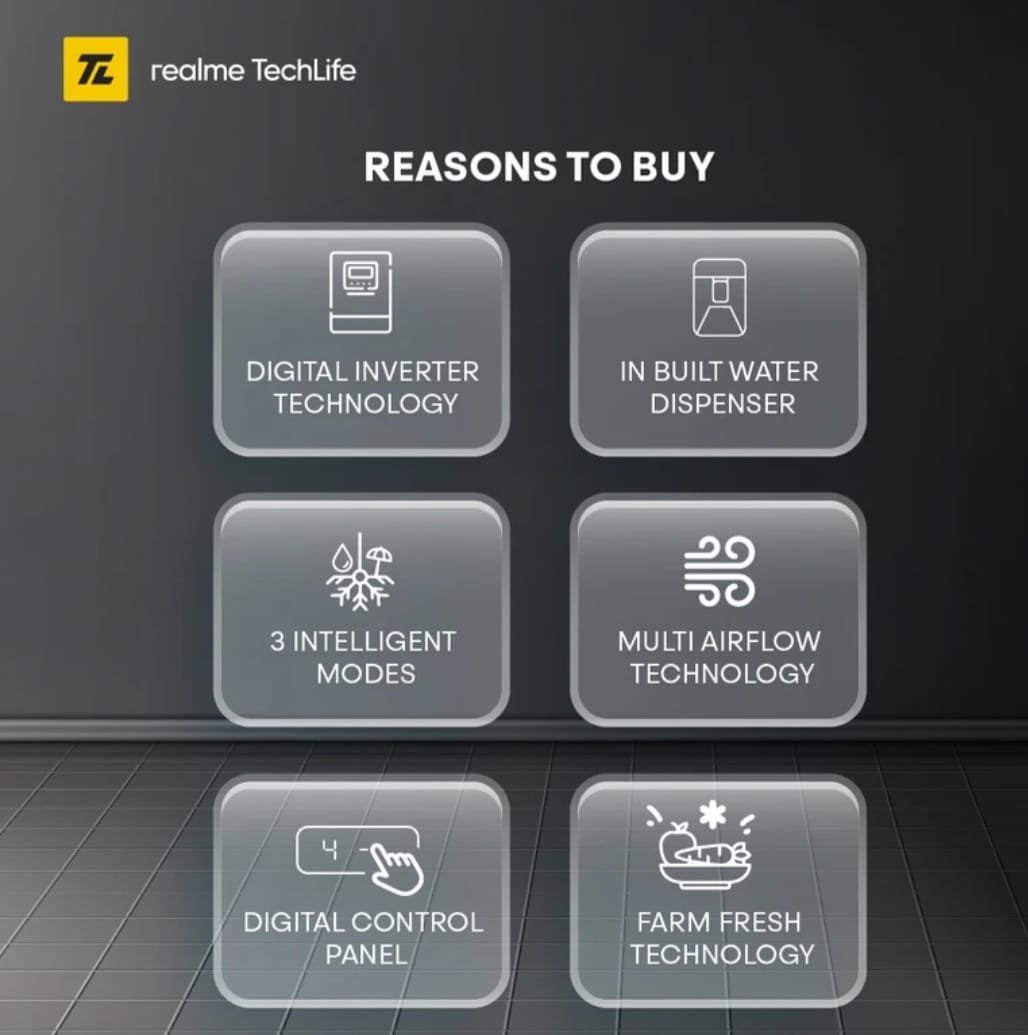 TL
realme TechLife
REASONS TO BUY
DIGITAL INVERTER
TECHNOLOGY
IN BUILT WATER
DISPENSER
3 INTELLIGENT
MODES
MULTI AIRFLOW
TECHNOLOGY
4
DIGITAL CONTROL
PANEL
FARM FRESH
TECHNOLOGY